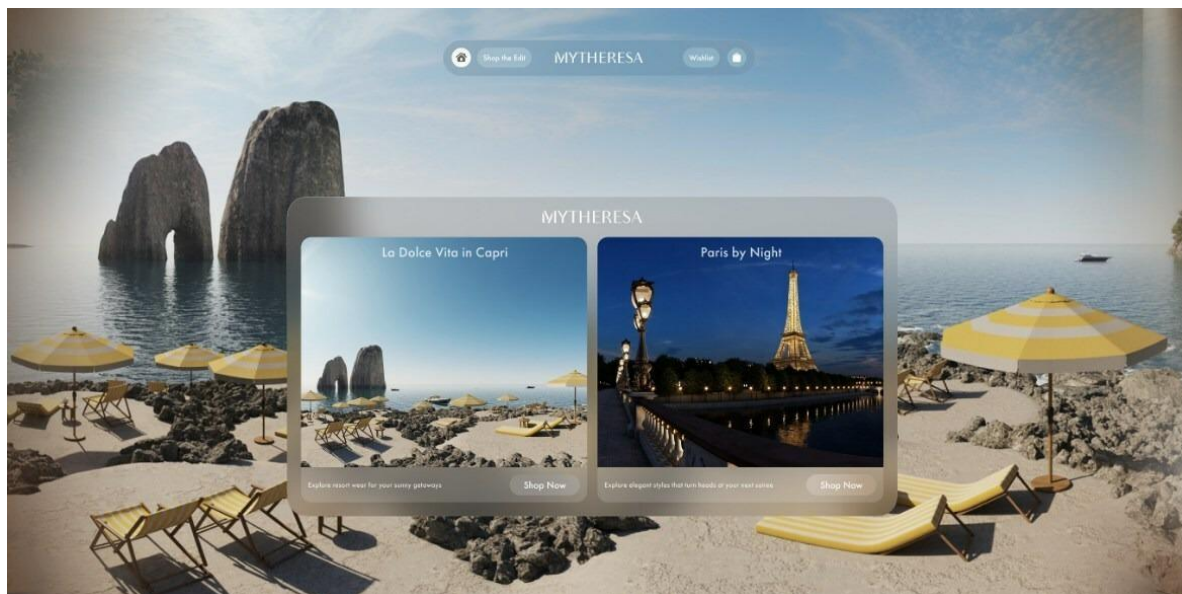 Shop the Edit
MYTHERESA
Wishlist
MYTHERESA
La Dolce Vita in Capri
Paris by Night
Explore resort wear for your sunny getaways
Shop Now
Explore elegant styles that turn heads at your next soiree
Shop Now